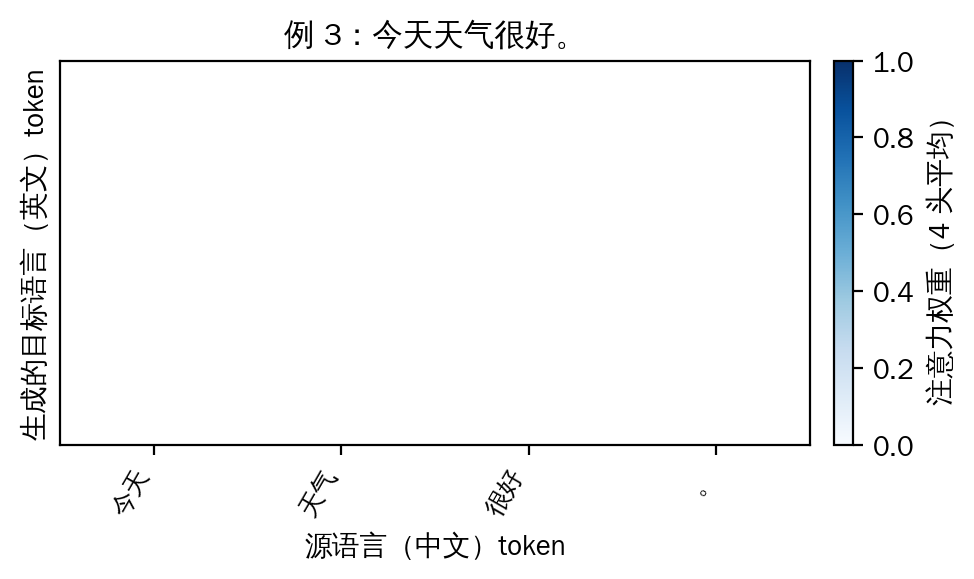 例 3：今天天气很好。
生成的目标语言（英文）token
今天
天气
很好
。
源语言（中文）token
1.0
0.8
0.6
0.4
0.2
0.0
注意力权重（4 头平均）